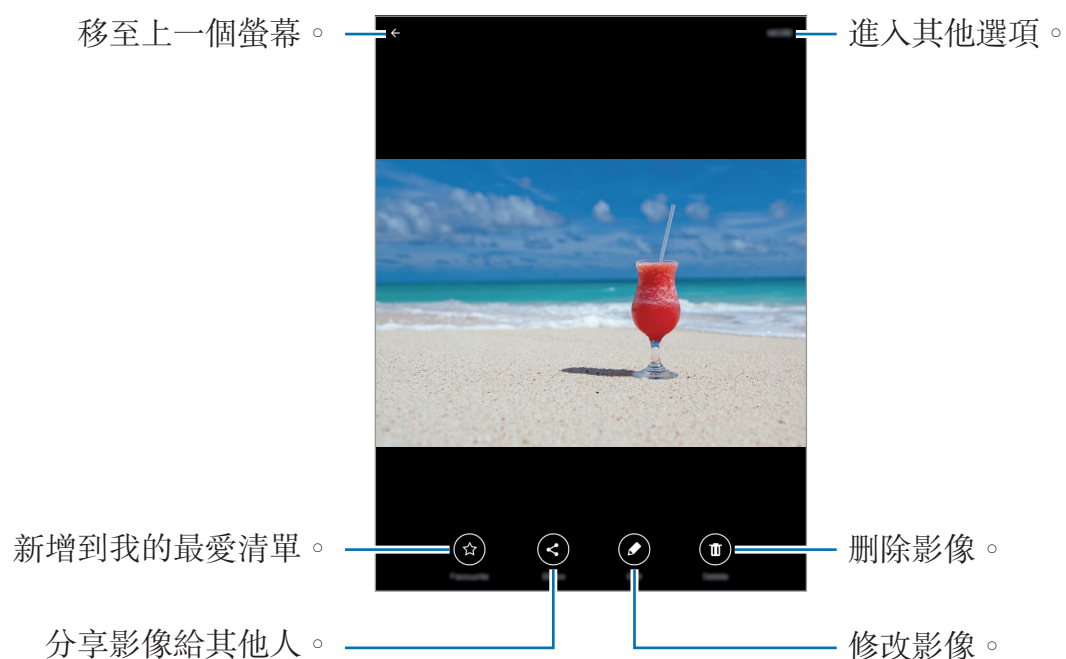 移至上一個螢幕。
進入其他選項。
新增到我的最愛清單。
刪除影像。
Favourite
Delete
分享影像給其他人。
修改影像。